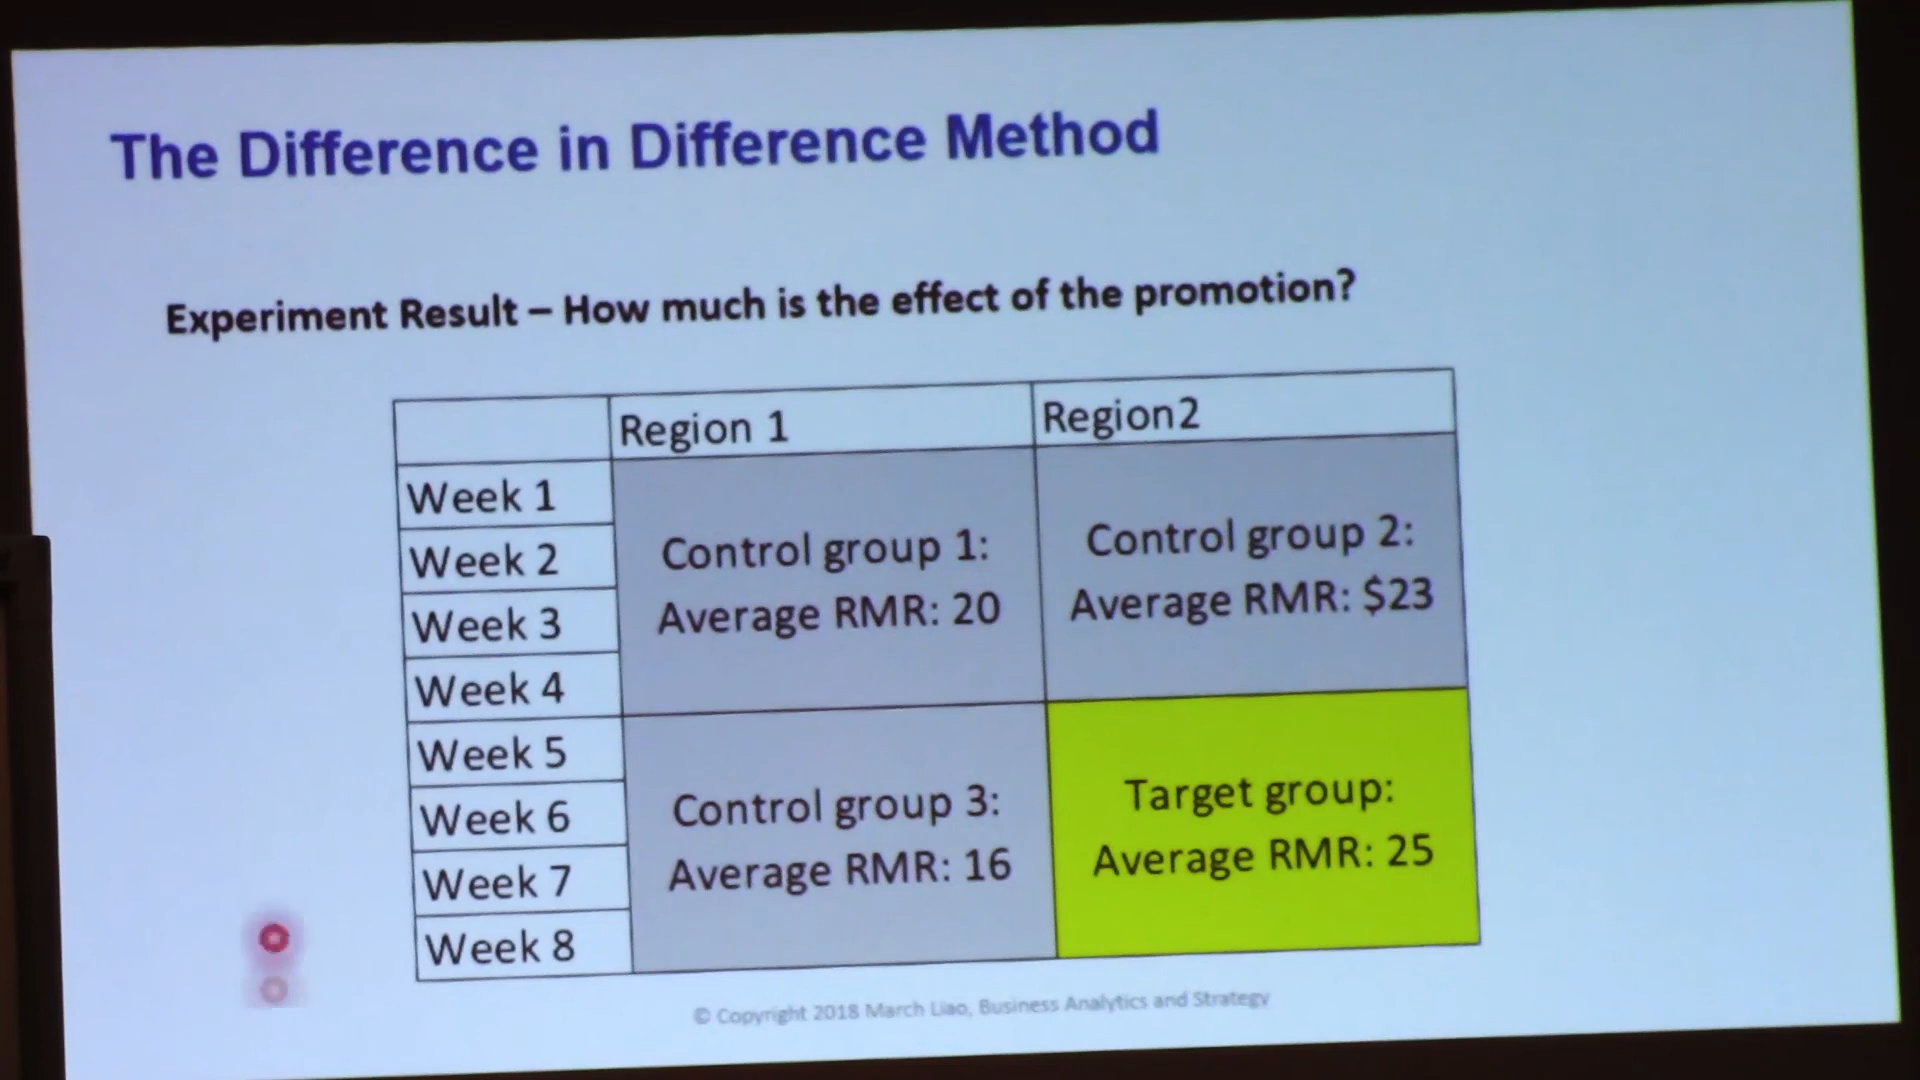 The Difference in Difference Method
Experiment Result – How much is the effect of the promotion?
Region 1
Region2
Week 1
Week 2
Week 3
Week 4
Control group 1:
Average RMR: 20
Control group 2:
Average RMR: $23
Week 5
Week 6
Week 7
Week 8
Control group 3:
Average RMR: 16
Target group:
Average RMR: 25
© Copyright 2018 March Liao, Business Analytics and Strategy